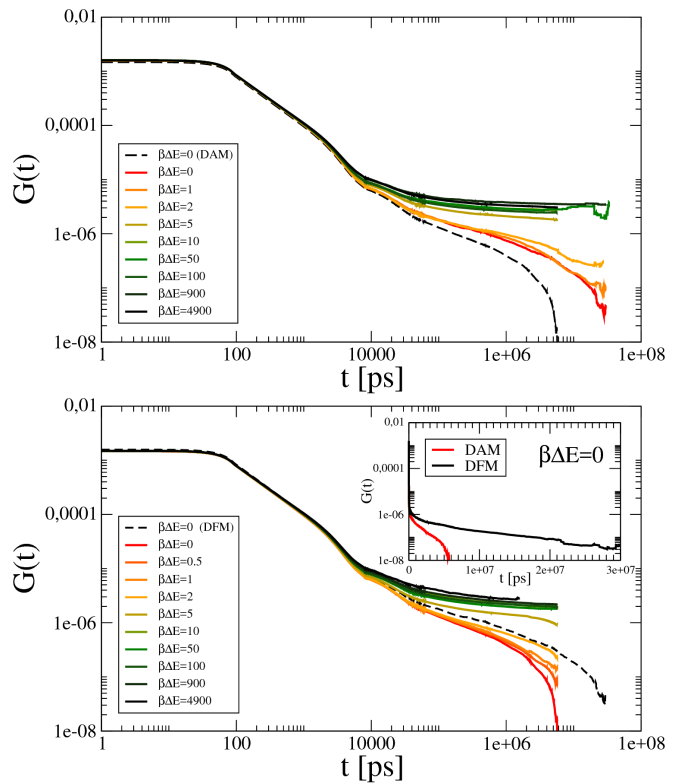 0,01
0,0001
1e-06
1e-08
G(t)
βΔE=0 (DAM)
βΔE=0
βΔE=1
βΔE=2
βΔE=5
βΔE=10
βΔE=50
βΔE=100
βΔE=900
βΔE=4900
1 100 10000 1e+06 1e+08
t [ps]
0,01
0,0001
1e-06
1e-08
G(t)
βΔE=0 (DFM)
βΔE=0
βΔE=0.5
βΔE=1
βΔE=2
βΔE=5
βΔE=10
βΔE=50
βΔE=100
βΔE=900
βΔE=4900
0,01
0,0001
1e-06
1e-08
G(t)
DAM
DFM
βΔE=0
0 1e+07 2e+07 3e+07
t [ps]
1 100 10000 1e+06 1e+08
t [ps]